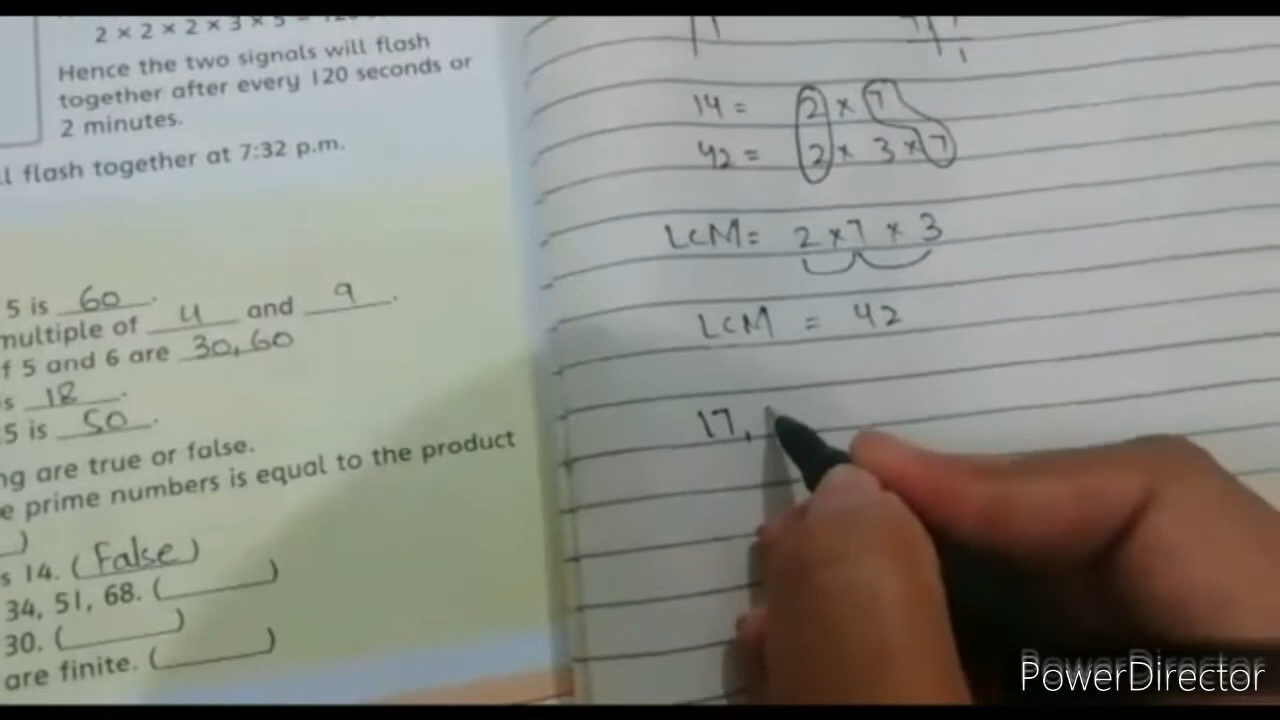 2 × 2 × 2 × 3 × 5 = 120
Hence the two signals will flash
together after every 120 seconds or
2 minutes.
flash together at 7:32 p.m.
5 is 60.
multiple of 4 and 9.
5 and 6 are 30, 60
18.
5 is 50.
are true or false.
prime numbers is equal to the product
)
14. (False)
34, 51, 68. (
)
30. (
)
are finite. (
)
14 = 2 × 7
42 = 2 × 3 × 7
LCM = 2 × 7 × 3
LCM = 42
17,
PowerDirector